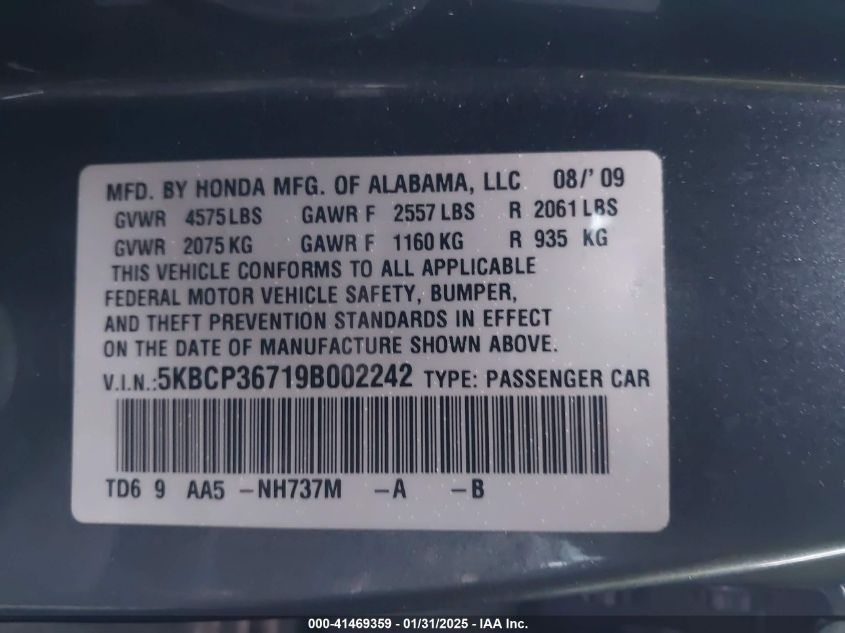 MFD. BY HONDA MFG. OF ALABAMA, LLC 08/'09
GVWR 4575 LBS GAWR F 2557 LBS R 2061 LBS
GVWR 2075 KG GAWR F 1160 KG R 935 KG
THIS VEHICLE CONFORMS TO ALL APPLICABLE
FEDERAL MOTOR VEHICLE SAFETY, BUMPER,
AND THEFT PREVENTION STANDARDS IN EFFECT
ON THE DATE OF MANUFACTURE SHOWN ABOVE.
V.I.N.:5KBCP36719B002242 TYPE: PASSENGER CAR
TD6 9 AA5 -NH737M -A -B
000-41469359 - 01/31/2025 - IAA Inc.